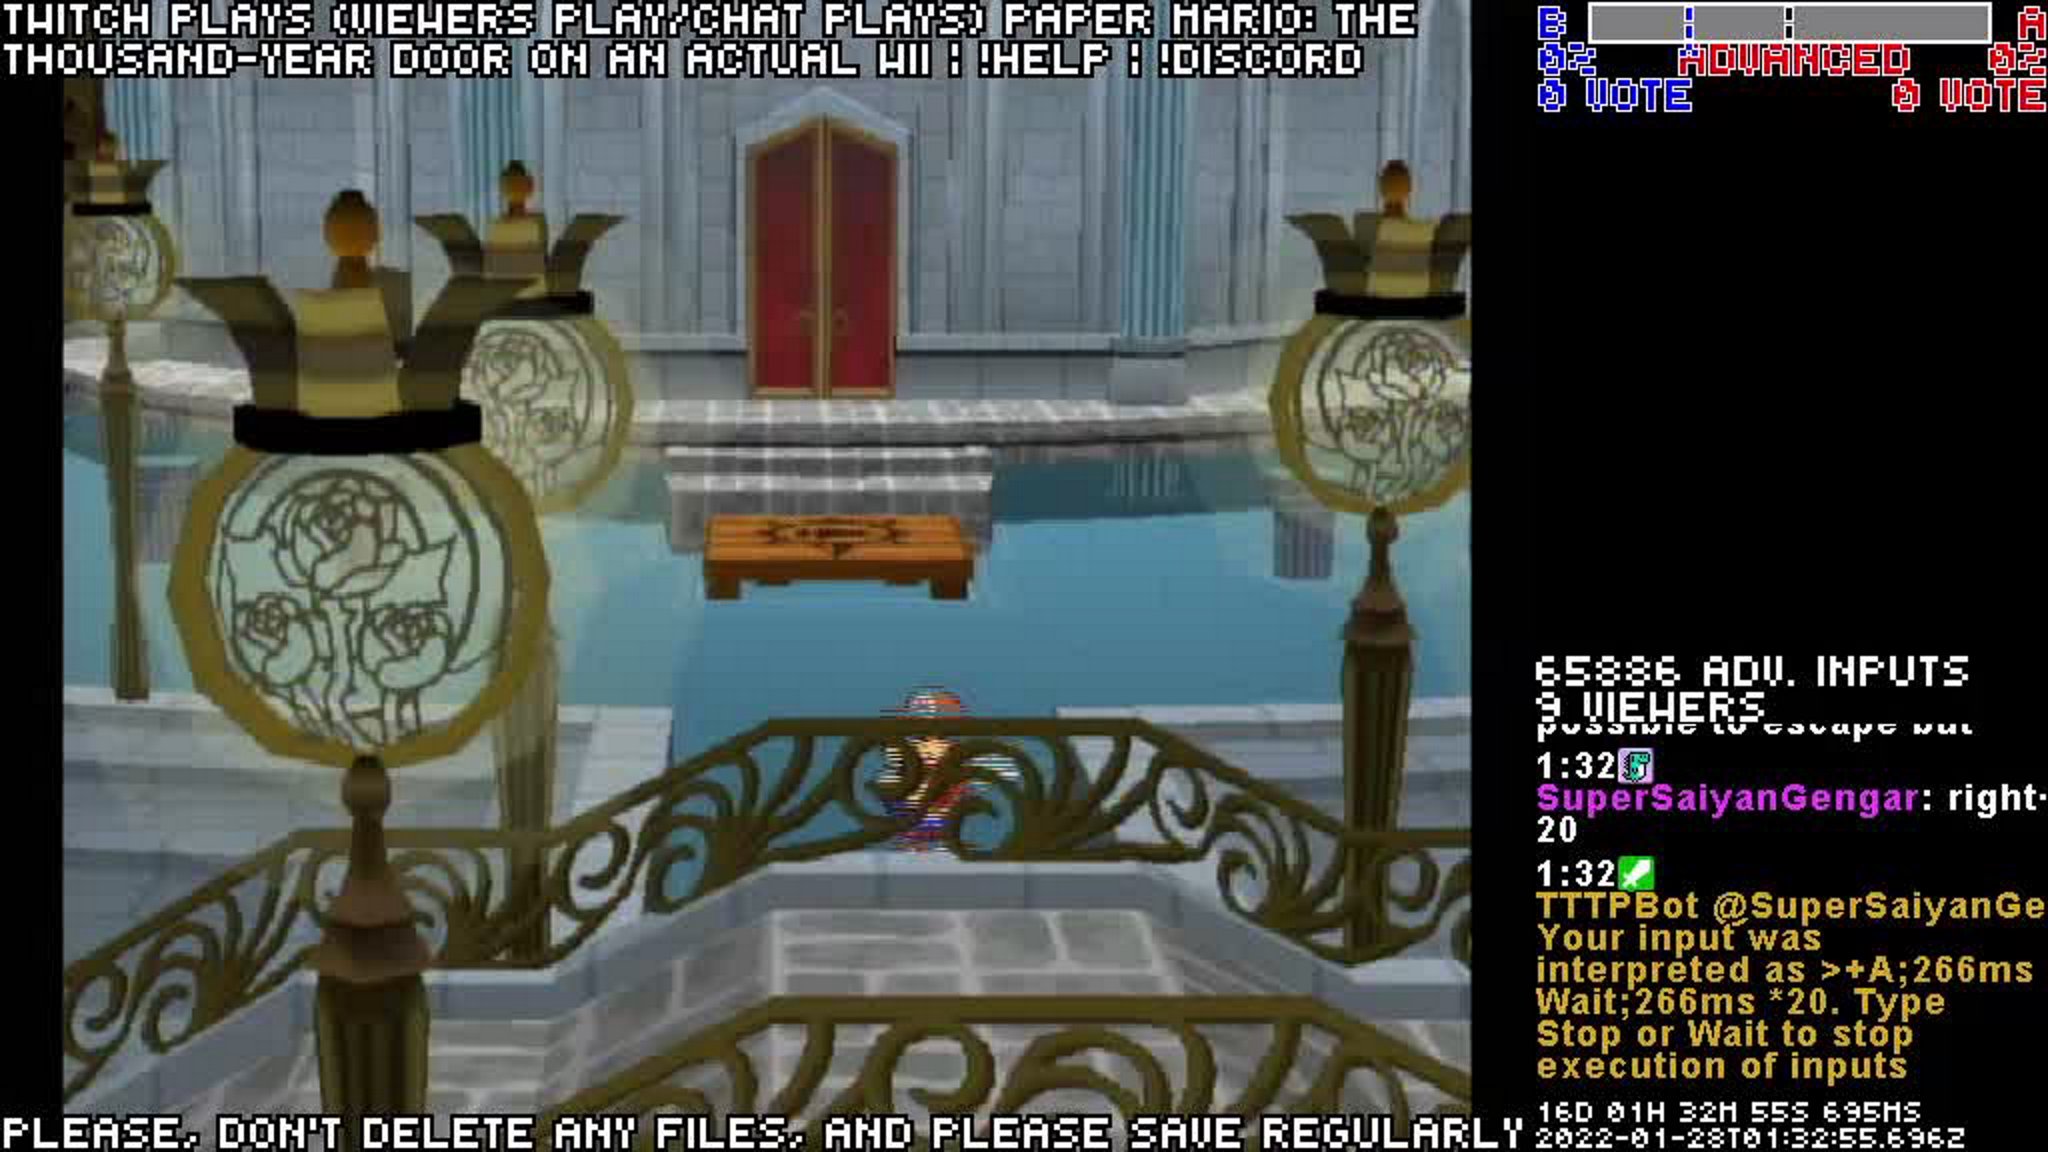 TWITCH PLAYS (VIEWERS PLAY/CHAT PLAYS) PAPER MARIO: THE
THOUSAND-YEAR DOOR ON AN ACTUAL WII ¦ !HELP ¦ !DISCORD
B A
0% ADVANCED 0%
0 VOTE 0 VOTE
65886 ADV. INPUTS
9 VIEWERS
possible to escape but
1:32
SuperSaiyanGengar: right·
20
1:32
TTTPBot @SuperSaiyanGe
Your input was
interpreted as >+A;266ms
Wait;266ms *20. Type
Stop or Wait to stop
execution of inputs
16D 01H 32M 55S 695MS
2022-01-28T01:32:55.696Z
PLEASE, DON'T DELETE ANY FILES, AND PLEASE SAVE REGULARLY